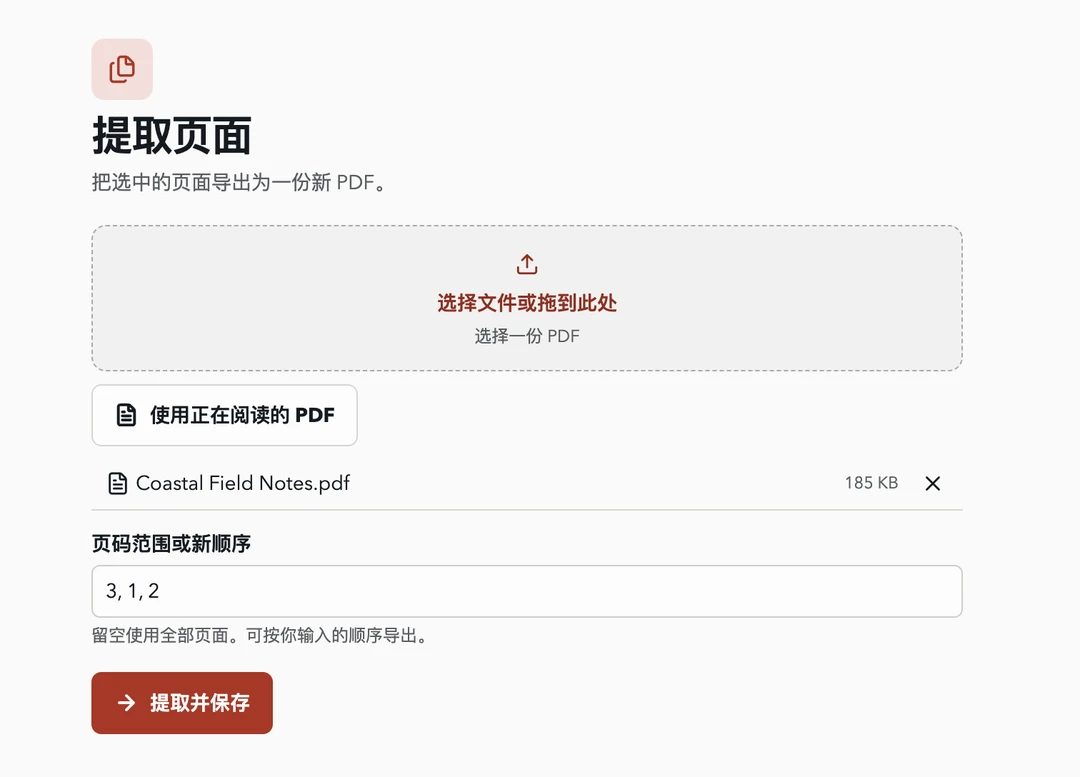 提取页面
把选中的页面导出为一份新 PDF。
选择文件或拖到此处
选择一份 PDF
使用正在阅读的 PDF
Coastal Field Notes.pdf 185 KB
页码范围或新顺序
3, 1, 2
留空使用全部页面。可按你输入的顺序导出。
提取并保存